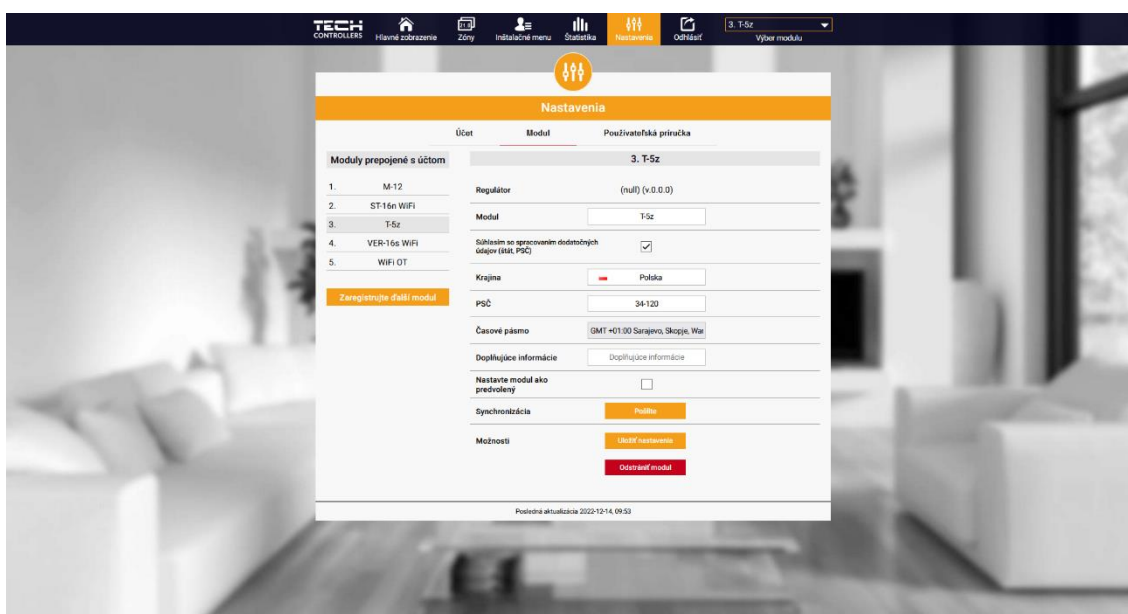 TECH
CONTROLLERS
Hlavné zobrazenie
Zóny
Inštalačné menu
Štatistika
Nastavenia
Odhlásiť
3. T-5z
Výber modulu
Nastavenia
Účet Modul Používateľská príručka
Moduly prepojené s účtom
1. M-12
2. ST-16n WiFi
3. T-5z
4. VER-16s WiFi
5. WiFi OT
Zaregistrujte ďalší modul
3. T-5z
Regulátor (null) (v.0.0.0)
Modul T-5z
Súhlasím so spracovaním dodatočných
údajov (štát, PSČ)
Krajina Polska
PSČ 34-120
Časové pásmo GMT +01:00 Sarajevo, Skopje, War
Doplňujúce informácie Doplňujúce informácie
Nastavte modul ako
predvolený
Synchronizácia Pošlite
Možnosti Uložiť nastavenie
Odstrániť modul
Posledná aktualizácia 2022-12-14, 09:53